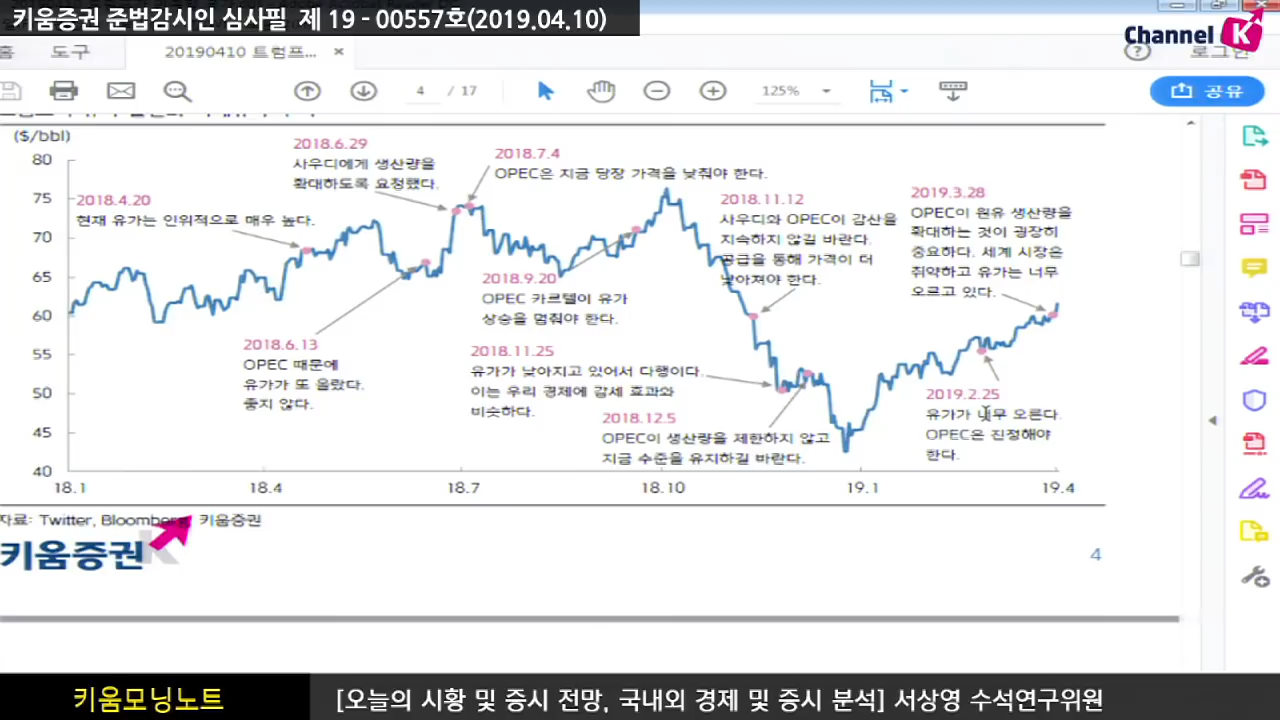 키움증권 준법감시인 심사필 제 19 - 00557호(2019.04.10)
Channel K
홈 도구 20190410 트럼프... × ? 로그인
4 / 17 125% 공유
($/bbl)
80
75
70
65
60
55
50
45
40
2018.4.20
현재 유가는 인위적으로 매우 높다.
2018.6.29
사우디에게 생산량을
확대하도록 요청했다.
2018.7.4
OPEC은 지금 당장 가격을 낮춰야 한다.
2018.11.12
사우디와 OPEC이 감산을
지속하지 않길 바란다.
공급을 통해 가격이 더
낮아져야 한다.
2019.3.28
OPEC이 원유 생산량을
확대하는 것이 굉장히
중요하다. 세계 시장은
취약하고 유가는 너무
오르고 있다.
2018.9.20
OPEC 카르텔이 유가
상승을 멈춰야 한다.
2018.6.13
OPEC 때문에
유가가 또 올랐다.
좋지 않다.
2018.11.25
유가가 낮아지고 있어서 다행이다.
이는 우리 경제에 감세 효과와
비슷하다.
2018.12.5
OPEC이 생산량을 제한하지 않고
지금 수준을 유지하길 바란다.
2019.2.25
유가가 너무 오른다.
OPEC은 진정해야
한다.
18.1 18.4 18.7 18.10 19.1 19.4
자료: Twitter, Bloomberg, 키움증권
키움증권 K
4
키움모닝노트
[오늘의 시황 및 증시 전망, 국내외 경제 및 증시 분석] 서상영 수석연구위원